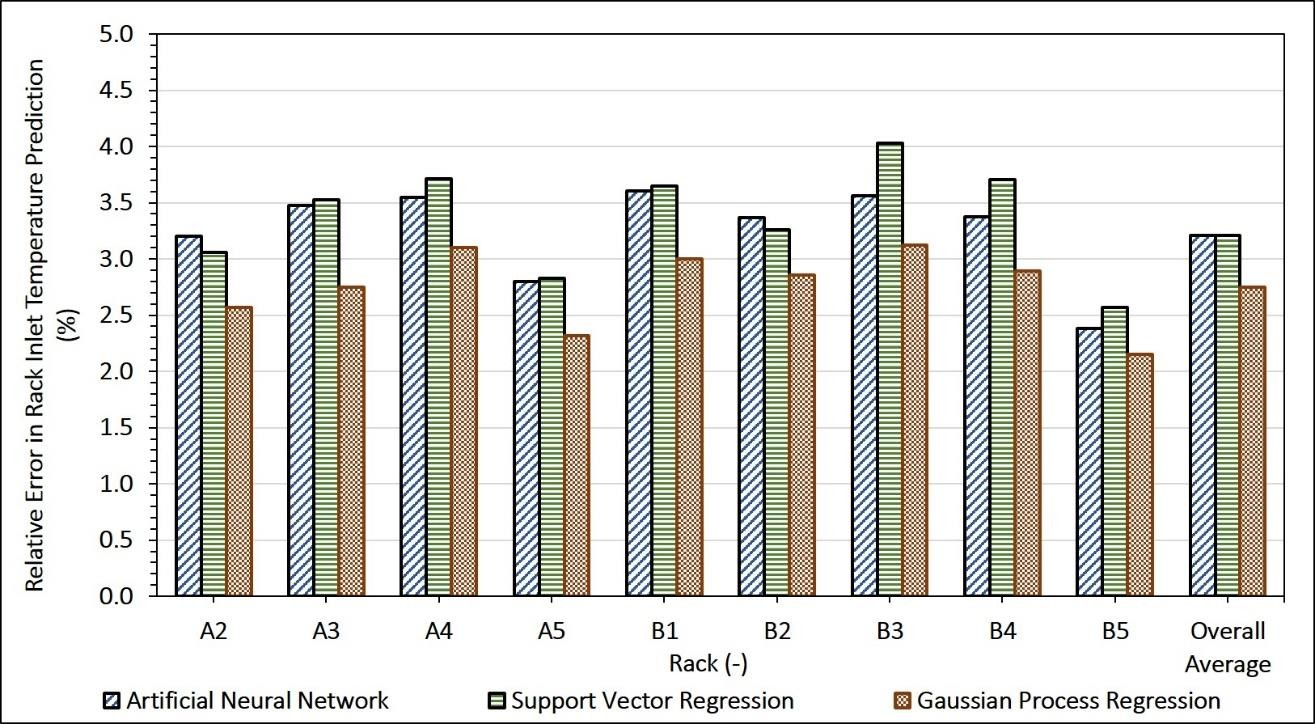 Relative Error in Rack Inlet Temperature Prediction
(%)
5.0
4.5
4.0
3.5
3.0
2.5
2.0
1.5
1.0
0.5
0.0
A2 A3 A4 A5 B1 B2 B3 B4 B5 Overall
Average
Rack (-)
Artificial Neural Network Support Vector Regression Gaussian Process Regression